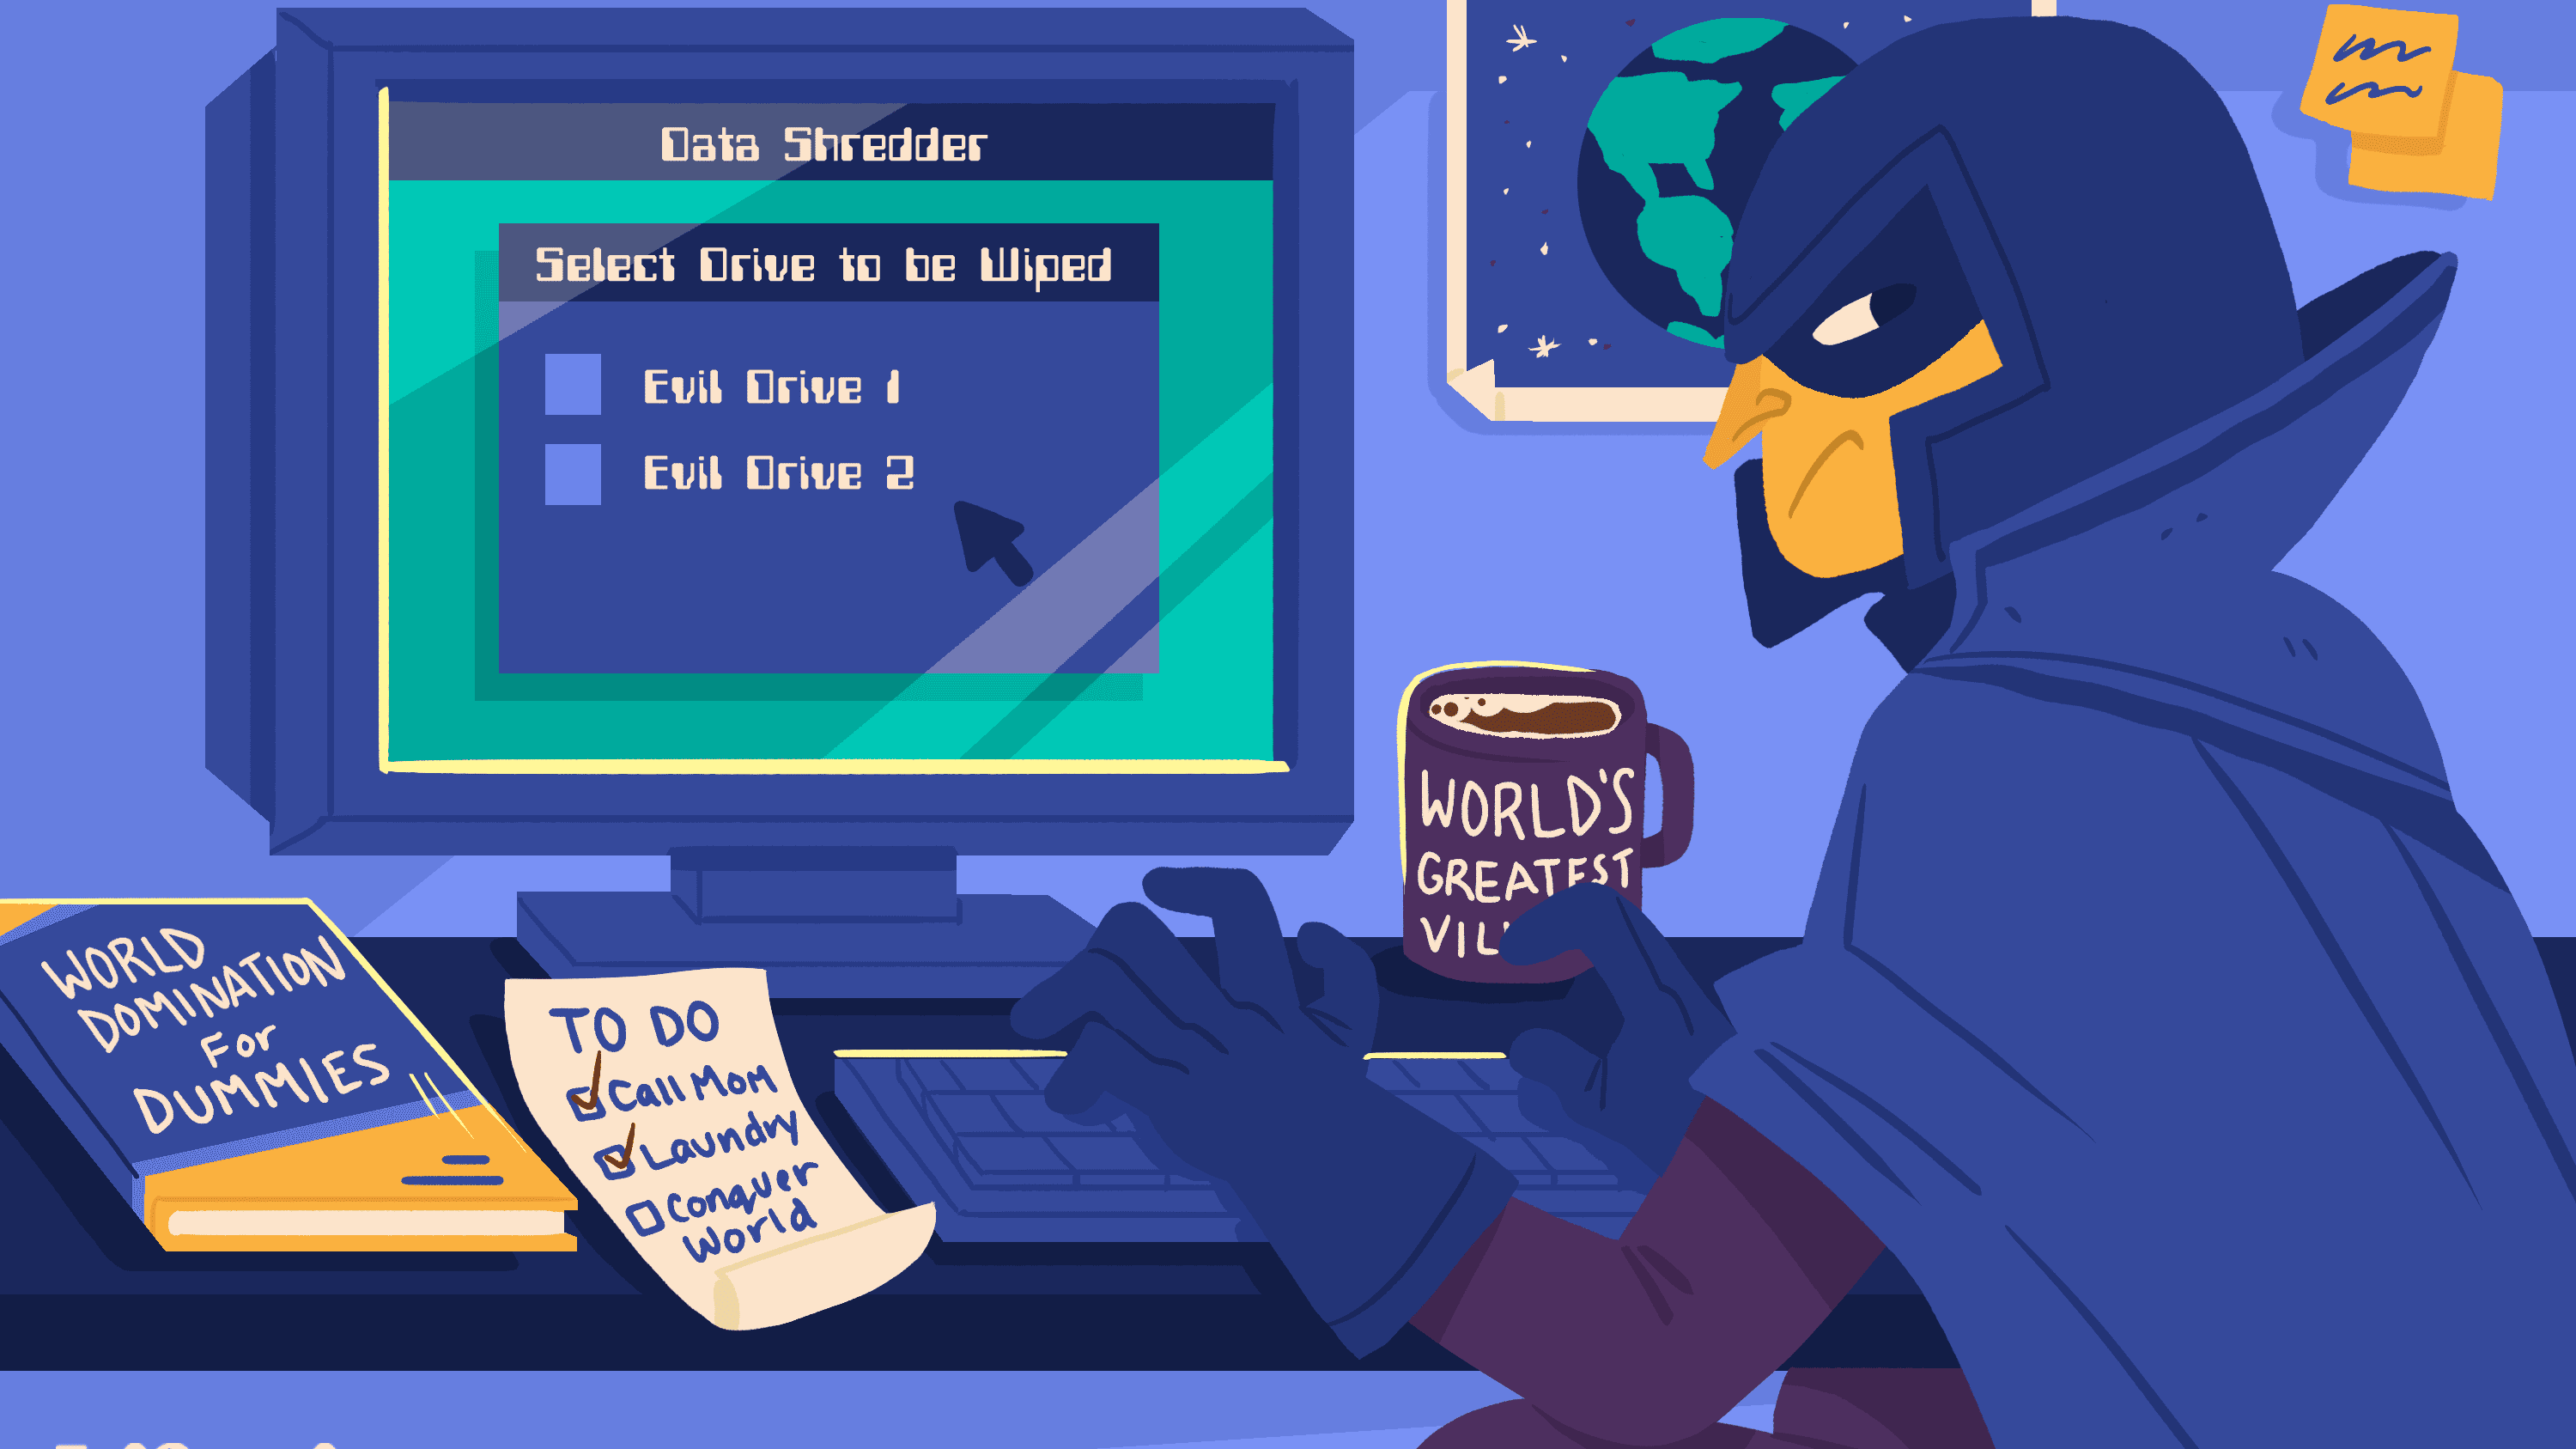 Data Shredder
Select Drive to be Wiped
Evil Drive 1
Evil Drive 2
WORLD'S
GREATEST
VIL
WORLD
DOMINATION
For
DUMMIES
TO DO
Call Mom
Laundry
Conquer
World